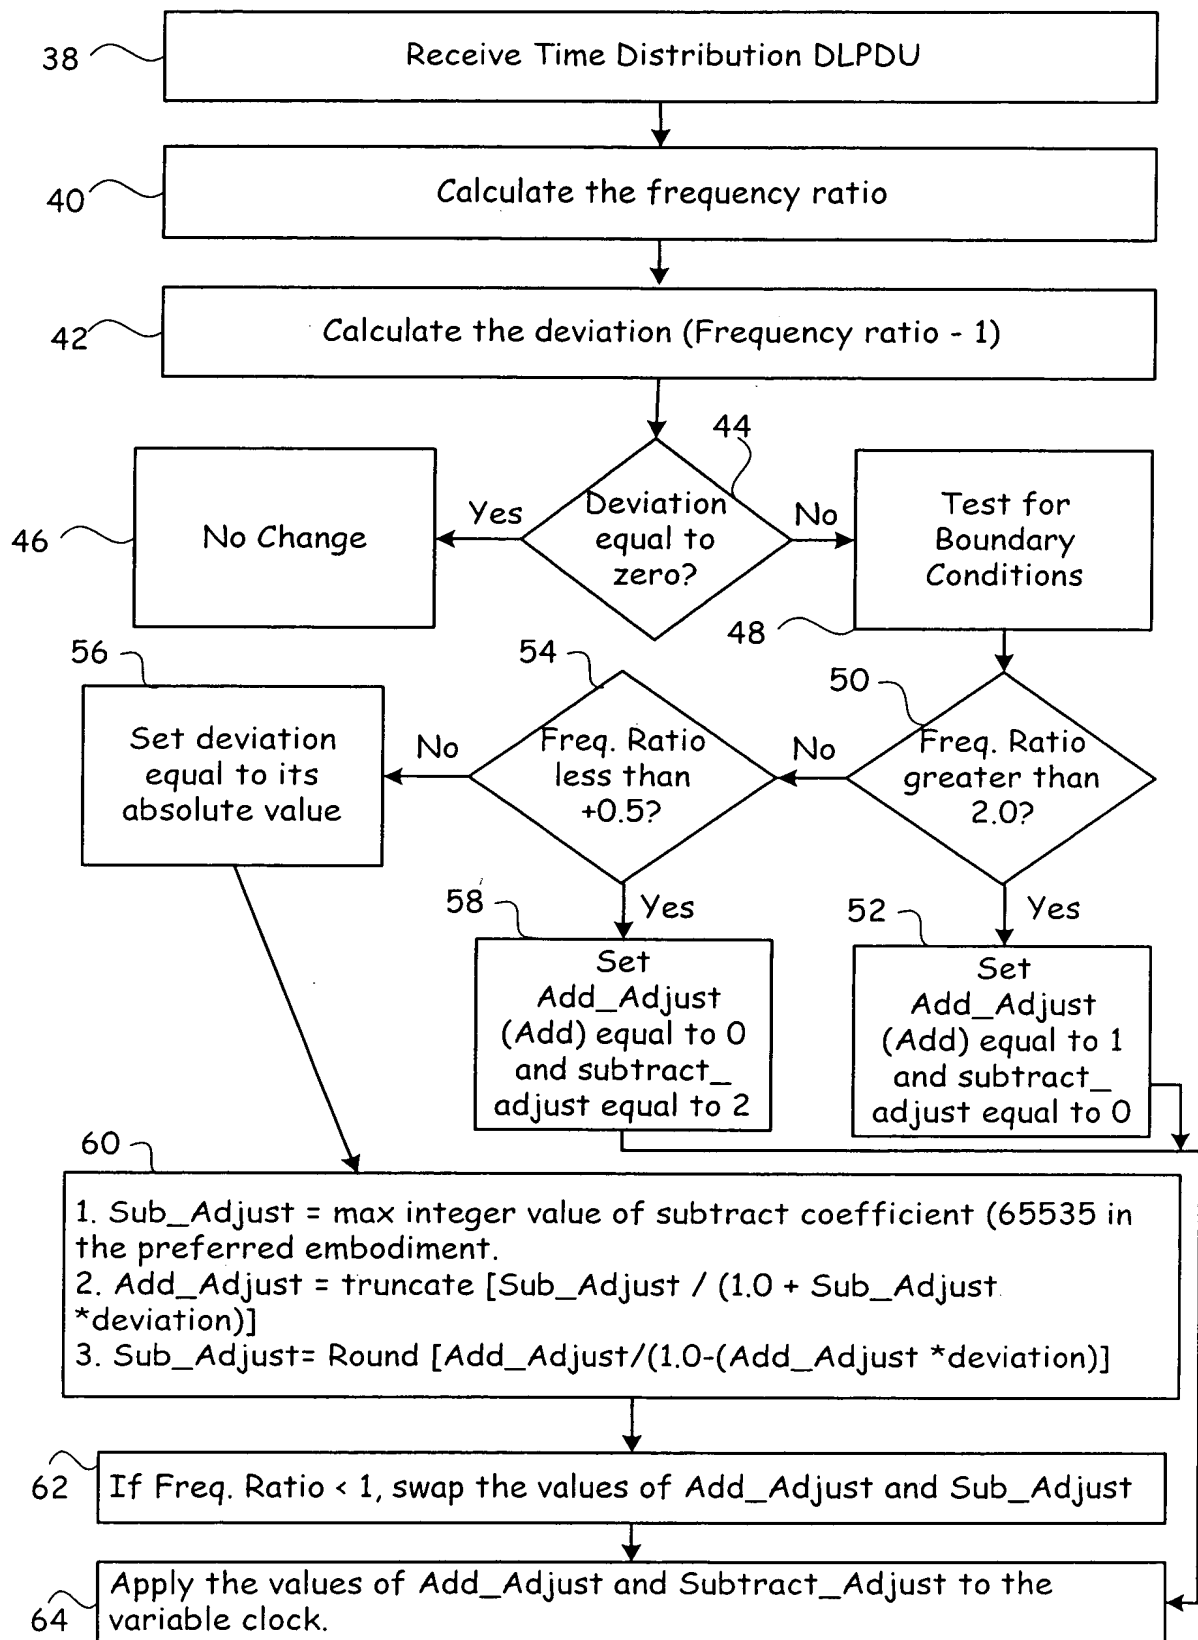 38
Receive Time Distribution DLPDU
40
Calculate the frequency ratio
42
Calculate the deviation (Frequency ratio - 1)
44
Deviation
equal to
zero?
Yes
No
46
No Change
Test for
Boundary
Conditions
48
50
Freq. Ratio
greater than
2.0?
No
Yes
54
Freq. Ratio
less than
+0.5?
No
Yes
56
Set deviation
equal to its
absolute value
58
Set
Add_Adjust
(Add) equal to 0
and subtract_
adjust equal to 2
52
Set
Add_Adjust
(Add) equal to 1
and subtract_
adjust equal to 0
60
1. Sub_Adjust = max integer value of subtract coefficient (65535 in
the preferred embodiment.
2. Add_Adjust = truncate [Sub_Adjust / (1.0 + Sub_Adjust
*deviation)]
3. Sub_Adjust= Round [Add_Adjust/(1.0-(Add_Adjust *deviation)]
62
If Freq. Ratio < 1, swap the values of Add_Adjust and Sub_Adjust
64
Apply the values of Add_Adjust and Subtract_Adjust to the
variable clock.